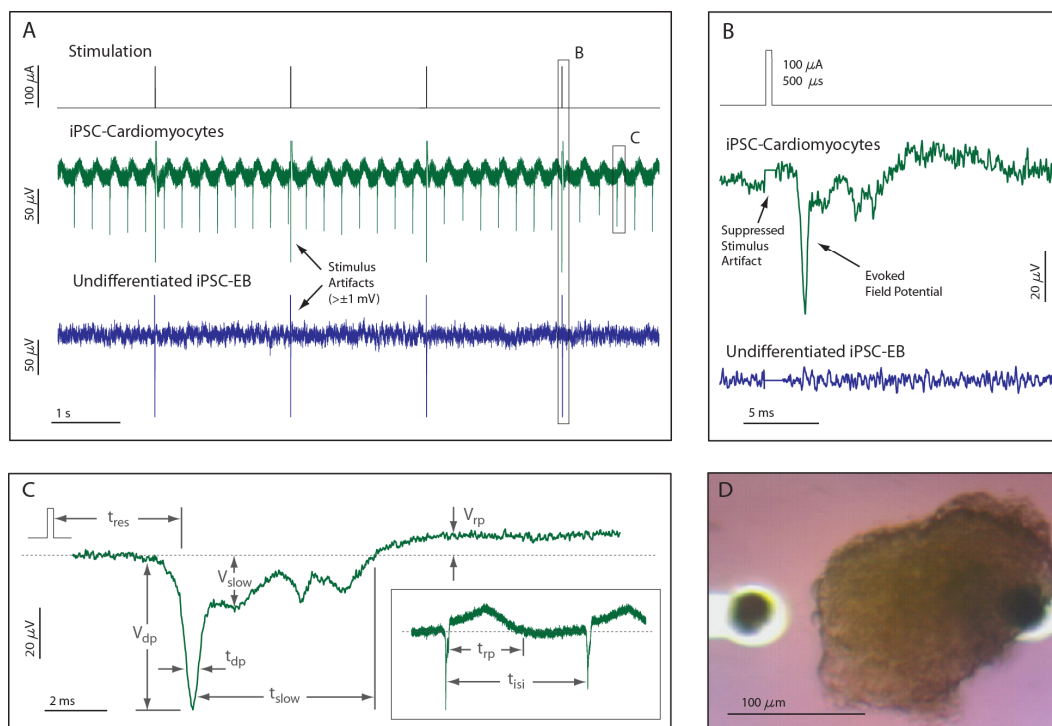 A
Stimulation
100 μA
B
iPSC-Cardiomyocytes
C
50 μV
Stimulus
Artifacts
(>±1 mV)
Undifferentiated iPSC-EB
50 μV
1 s
B
100 μA
500 μs
iPSC-Cardiomyocytes
Suppressed
Stimulus
Artifact
Evoked
Field Potential
20 μV
Undifferentiated iPSC-EB
5 ms
C
tres
Vrp
Vslow
Vdp
tdp
tslow
20 μV
2 ms
trp
tisi
D
100 μm